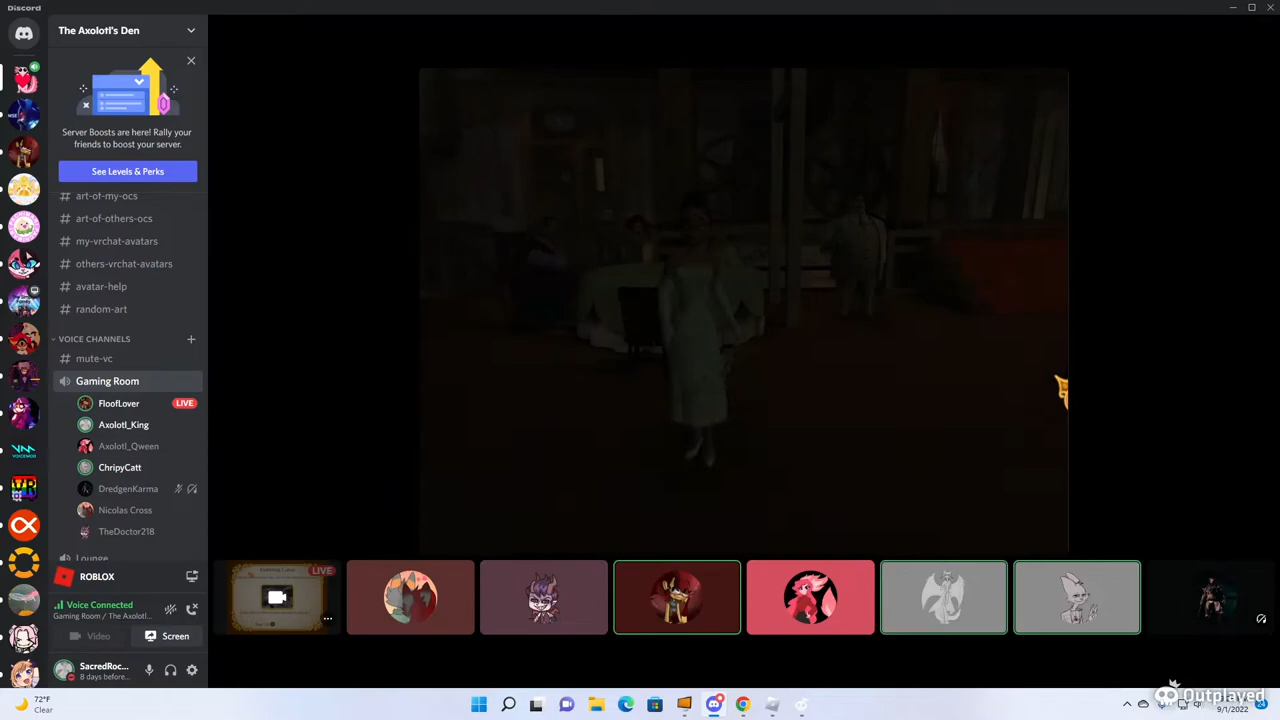 Discord
The Axolotl's Den
Server Boosts are here! Rally your
friends to boost your server.
See Levels & Perks
# art-of-my-ocs
# art-of-others-ocs
# my-vrchat-avatars
# others-vrchat-avatars
# avatar-help
# random-art
VOICE CHANNELS
# mute-vc
Gaming Room
FloofLover LIVE
Axolotl_King
Axolotl_Qween
ChripyCatt
DredgenKarma
Nicolas Cross
TheDoctor218
Lounge
ROBLOX
LIVE
Voice Connected
Gaming Room / The Axolotl...
Video
Screen
SacredRoc...
8 days before...
72°F
Clear
Outplayed
9/1/2022
24